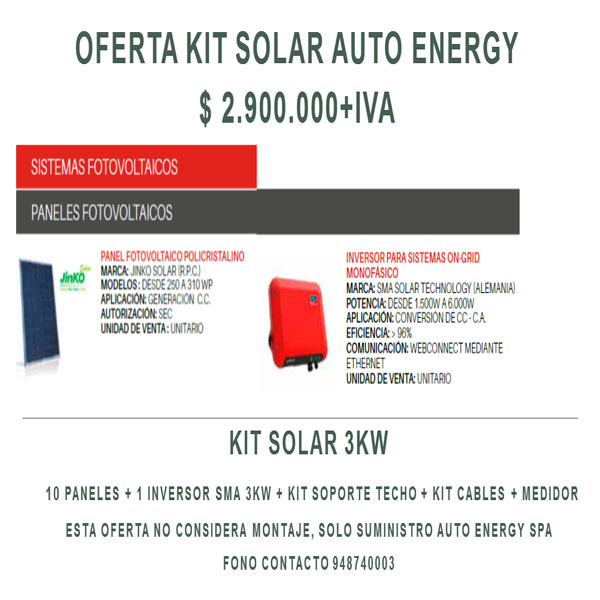 OFERTA KIT SOLAR AUTO ENERGY
$ 2.900.000+IVA
SISTEMAS FOTOVOLTAICOS
PANELES FOTOVOLTAICOS
PANEL FOTOVOLTAICO POLICRISTALINO
MARCA: JINKO SOLAR (R.P.C.)
MODELOS: DESDE 250 A 310 WP
APLICACIÓN: GENERACIÓN C.C.
AUTORIZACIÓN: SEC
UNIDAD DE VENTA: UNITARIO
JinKO Solar
INVERSOR PARA SISTEMAS ON-GRID
MONOFÁSICO
MARCA: SMA SOLAR TECHNOLOGY (ALEMANIA)
POTENCIA: DESDE 1.500W A 6.000W
APLICACIÓN: CONVERSIÓN DE CC - C.A.
EFICIENCIA: > 96%
COMUNICACIÓN: WEBCONNECT MEDIANTE
ETHERNET
UNIDAD DE VENTA: UNITARIO
KIT SOLAR 3KW
10 PANELES + 1 INVERSOR SMA 3KW + KIT SOPORTE TECHO + KIT CABLES + MEDIDOR
ESTA OFERTA NO CONSIDERA MONTAJE, SOLO SUMINISTRO AUTO ENERGY SPA
FONO CONTACTO 948740003